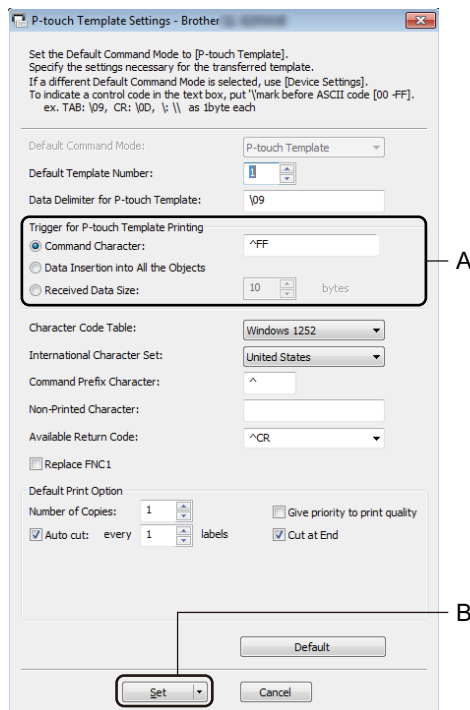 P-touch Template Settings - Brother
Set the Default Command Mode to [P-touch Template].
Specify the settings necessary for the transferred template.
If a different Default Command Mode is selected, use [Device Settings].
To indicate a control code in the text box, put '\'mark before ASCII code [00 -FF].
ex. TAB: \09, CR: \0D, \: \\ as 1byte each
Default Command Mode: P-touch Template
Default Template Number: 1
Data Delimiter for P-touch Template: \09
Trigger for P-touch Template Printing
Command Character: ^FF
A
Data Insertion into All the Objects
Received Data Size: 10 bytes
Character Code Table: Windows 1252
International Character Set: United States
Command Prefix Character: ^
Non-Printed Character:
Available Return Code: ^CR
Replace FNC1
Default Print Option
Number of Copies: 1 Give priority to print quality
Auto cut: every 1 labels Cut at End
B
Default
Set Cancel